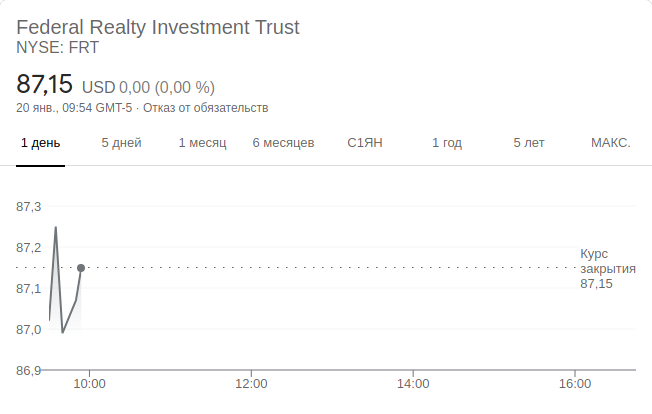 Federal Realty Investment Trust
NYSE: FRT
87,15 USD 0,00 (0,00 %)
20 янв., 09:54 GMT-5 · Отказ от обязательств
1 день 5 дней 1 месяц 6 месяцев С1ЯН 1 год 5 лет МАКС.
87,3
87,2
Курс
закрытия
87,15
87,1
87,0
86,9
10:00 12:00 14:00 16:00